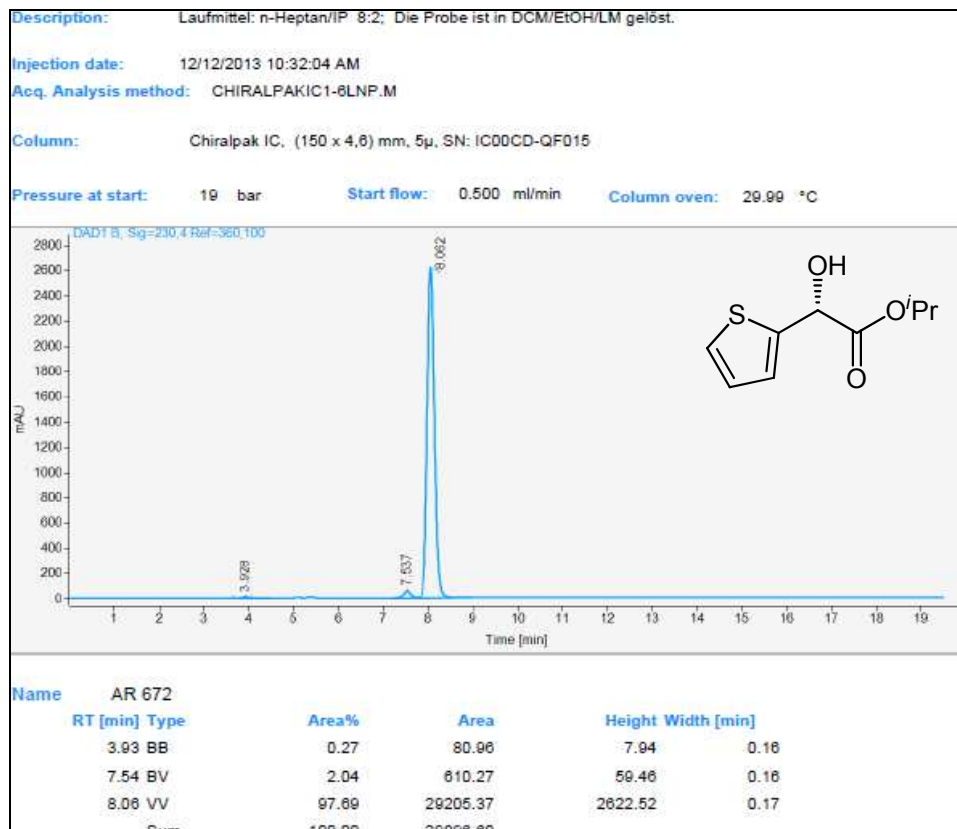 Description: Laufmittel: n-Heptan/IP 8:2; Die Probe ist in DCM/EtOH/LM gelöst.
Injection date: 12/12/2013 10:32:04 AM
Acq. Analysis method: CHIRALPAKIC1-6LNP.M
Column: Chiralpak IC, (150 x 4,6) mm, 5µ, SN: IC00CD-QF015
Pressure at start: 19 bar Start flow: 0.500 ml/min Column oven: 29.99 °C
DAD1 B, Sig=230,4 Ref=360,100
2800
2600
2400
2200
2000
1800
1600
1400
1200
1000
800
600
400
200
0
mAU
3.928
7.537
8.062
OH
S
OiPr
O
1 2 3 4 5 6 7 8 9 10 11 12 13 14 15 16 17 18 19
Time [min]
Name AR 672
RT [min] Type Area% Area Height Width [min]
3.93 BB 0.27 80.96 7.94 0.16
7.54 BV 2.04 610.27 59.46 0.16
8.06 VV 97.69 29205.37 2622.52 0.17
Sum